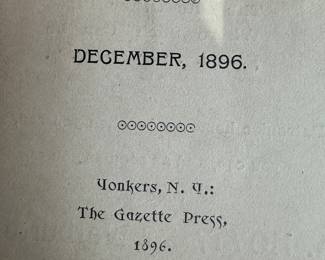 DECEMBER, 1896.
Yonkers, N. Y.:
The Gazette Press,
1896.